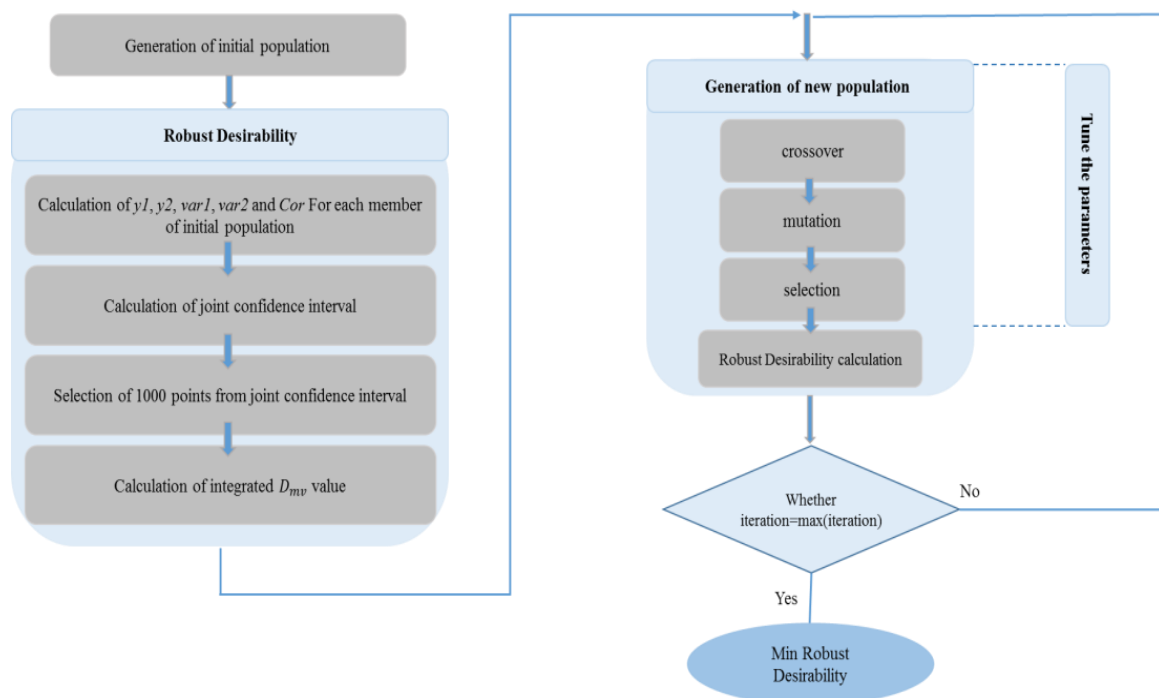 Generation of initial population
Robust Desirability
Calculation of y1, y2, var1, var2 and Cor For each member
of initial population
Calculation of joint confidence interval
Selection of 1000 points from joint confidence interval
Calculation of integrated D_{mv} value
Generation of new population
crossover
mutation
selection
Robust Desirability calculation
Tune the parameters
Whether
iteration=max(iteration)
No
Yes
Min Robust
Desirability